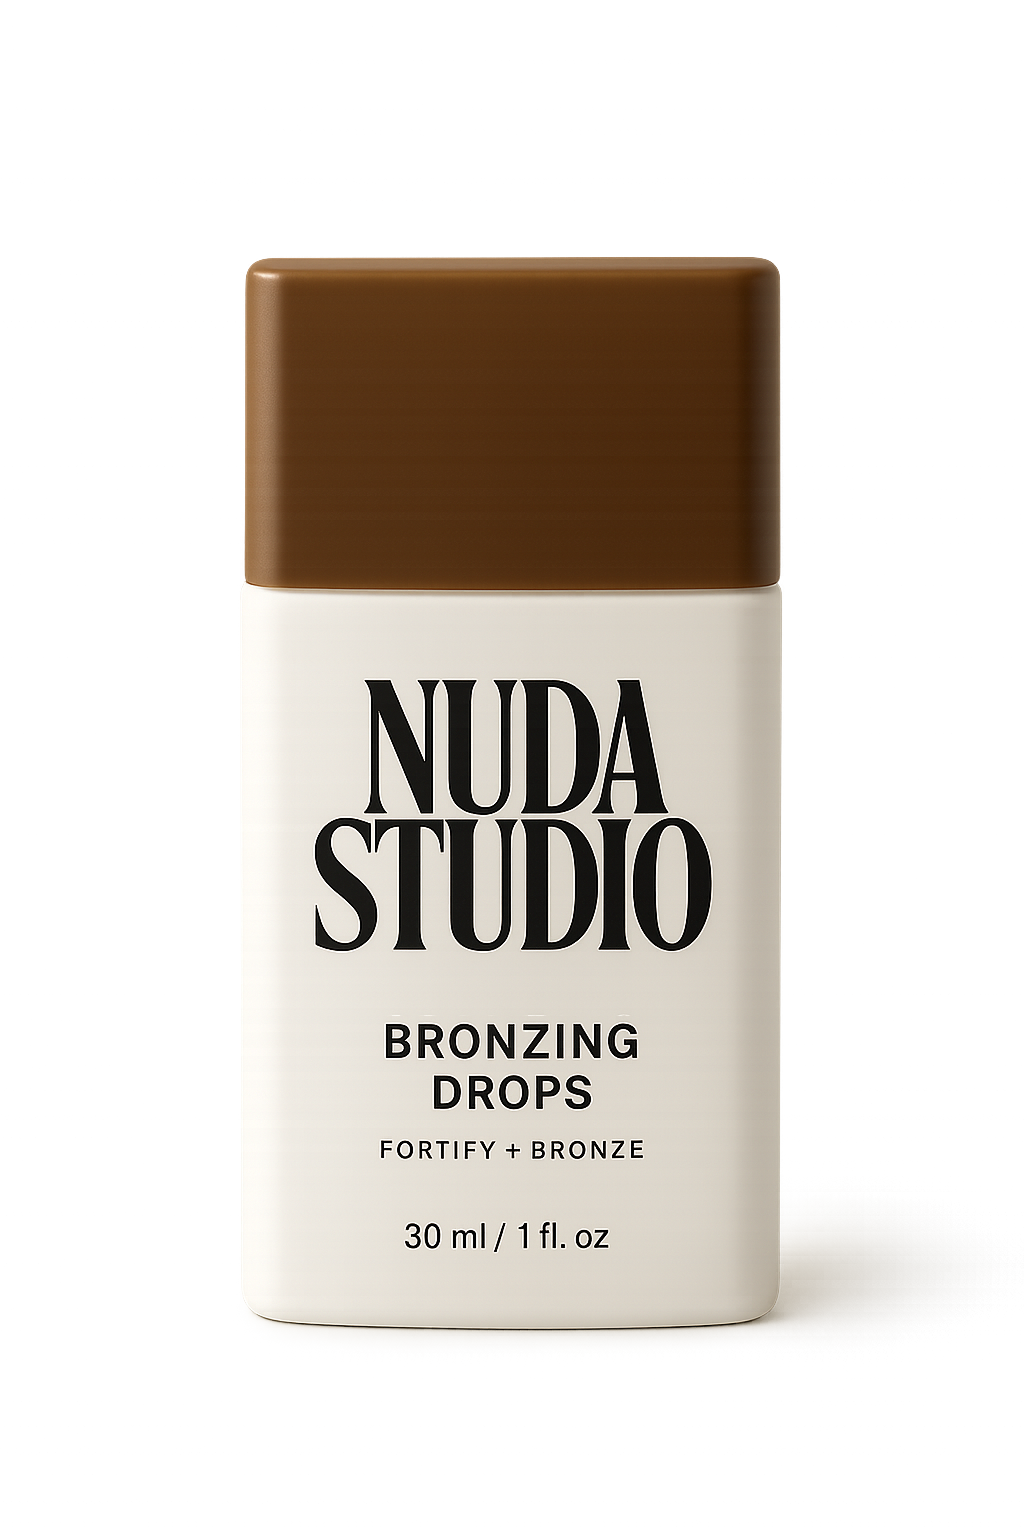 NUDA
STUDIO
BRONZING
DROPS
FORTIFY + BRONZE
30 ml / 1 fl. oz